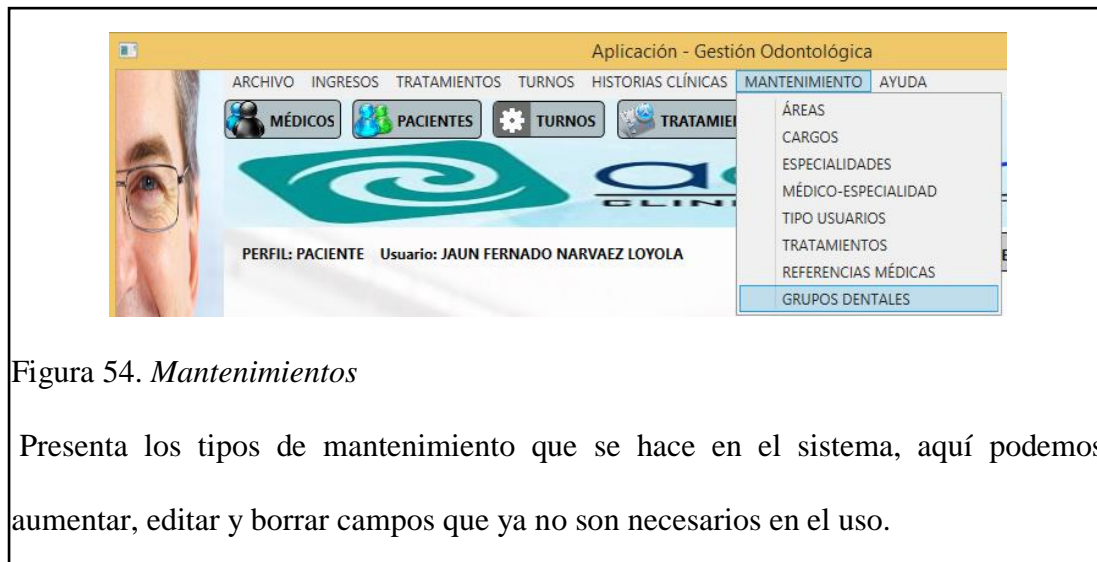 Aplicación - Gestión Odontológica
ARCHIVO INGRESOS TRATAMIENTOS TURNOS HISTORIAS CLÍNICAS MANTENIMIENTO AYUDA
MÉDICOS PACIENTES TURNOS
ÁREAS
CARGOS
ESPECIALIDADES
MÉDICO-ESPECIALIDAD
TIPO USUARIOS
TRATAMIENTOS
REFERENCIAS MÉDICAS
GRUPOS DENTALES
PERFIL: PACIENTE Usuario: JAUN FERNADO NARVAEZ LOYOLA
Figura 54. Mantenimientos
Presenta los tipos de mantenimiento que se hace en el sistema, aquí podemos
aumentar, editar y borrar campos que ya no son necesarios en el uso.